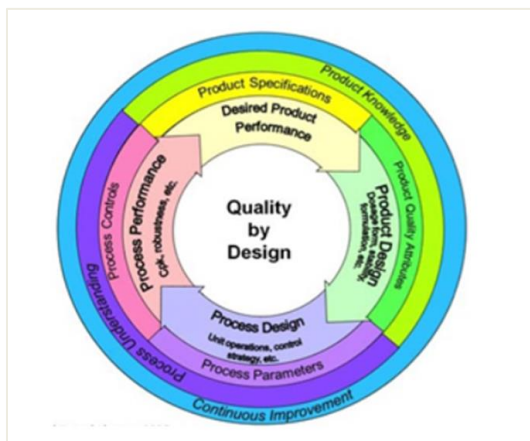 Product Knowledge
Product Specifications
Desired Product
Performance
Product Quality Attributes
Product Design
Dosage form, stability,
formulation, etc.
Quality
by
Design
Process Design
Unit operations, control
strategy, etc.
Process Parameters
Process Performance
Cpk, robustness, etc.
Process Controls
Process Understanding
Continuous Improvement